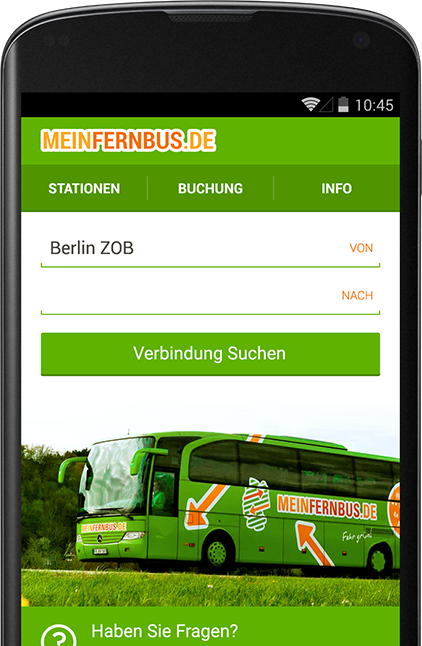 10:45
MEINFERNBUS.DE
STATIONEN BUCHUNG INFO
Berlin ZOB VON
NACH
Verbindung Suchen
MEINFERNBUS.DE
MEINFERNBUS.DE
Fahr grün!
Haben Sie Fragen?